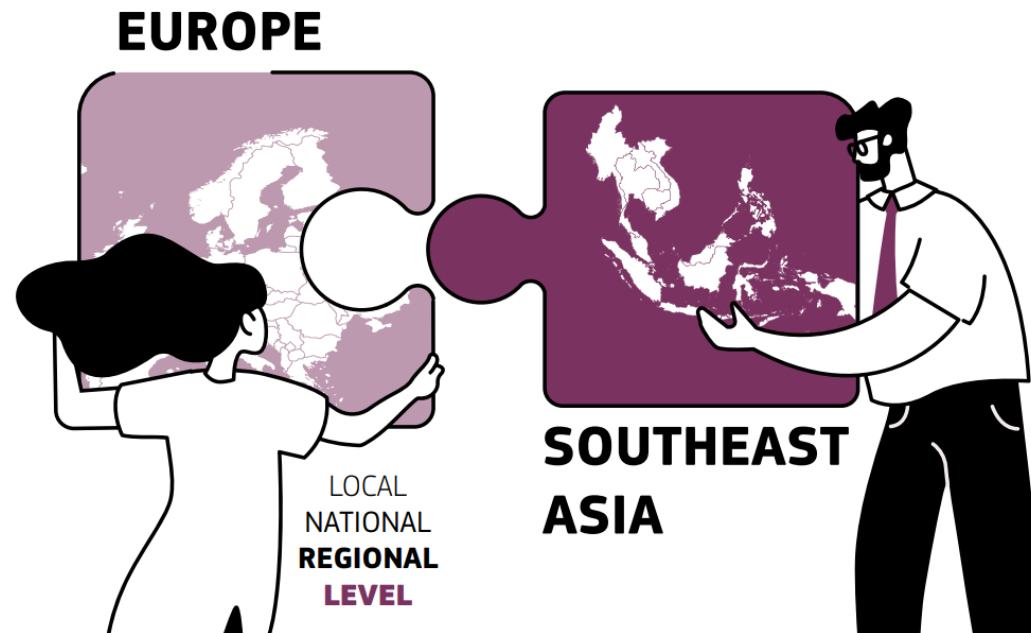 EUROPE
SOUTHEAST
ASIA
LOCAL
NATIONAL
REGIONAL
LEVEL